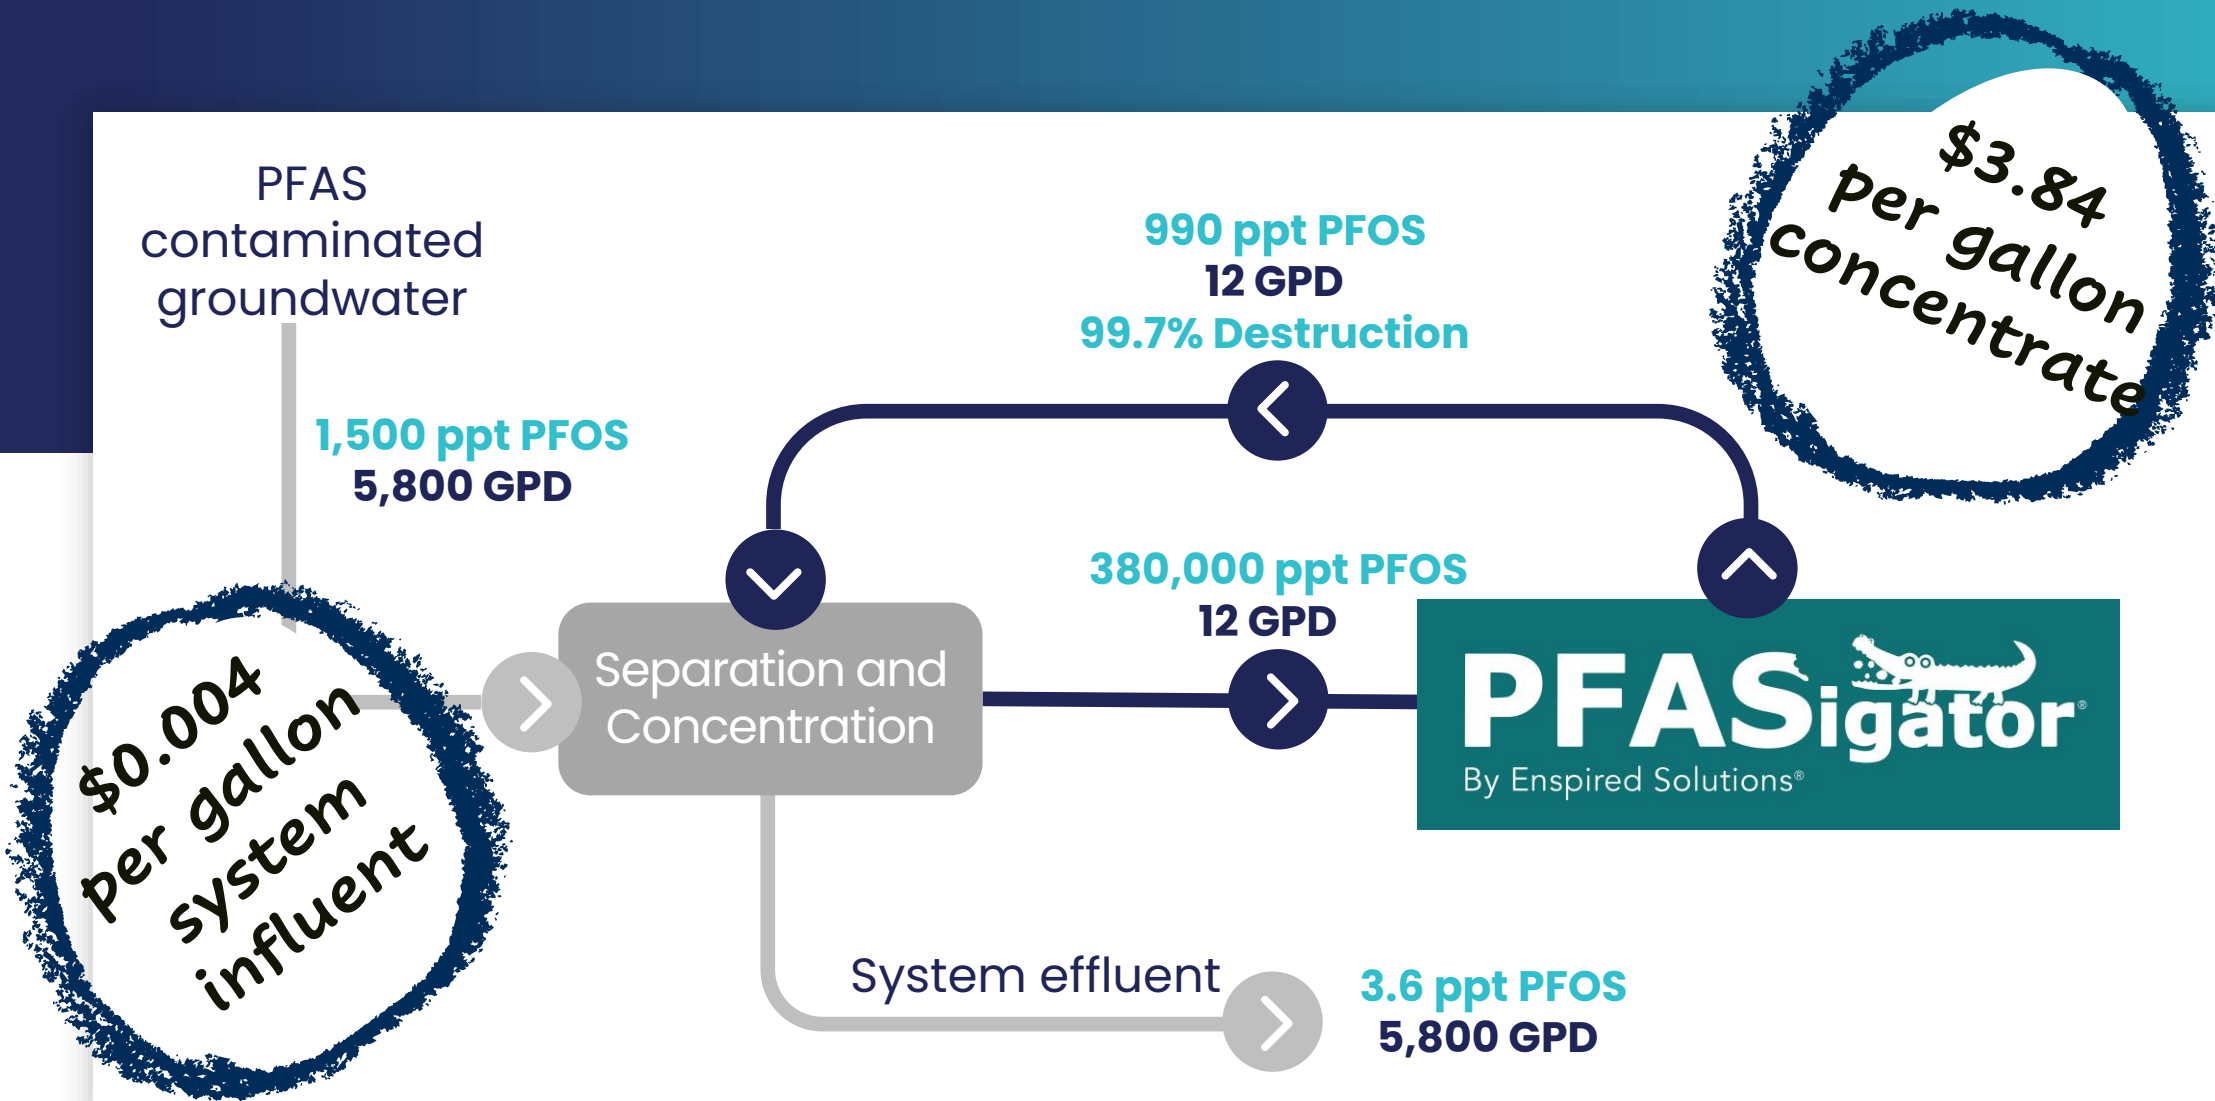 PFAS
contaminated
groundwater
1,500 ppt PFOS
5,800 GPD
$0.004
per gallon
system
influent
Separation and
Concentration
990 ppt PFOS
12 GPD
99.7% Destruction
380,000 ppt PFOS
12 GPD
$3.84
per gallon
concentrate
PFASigator®
By Enspired Solutions®
System effluent
3.6 ppt PFOS
5,800 GPD